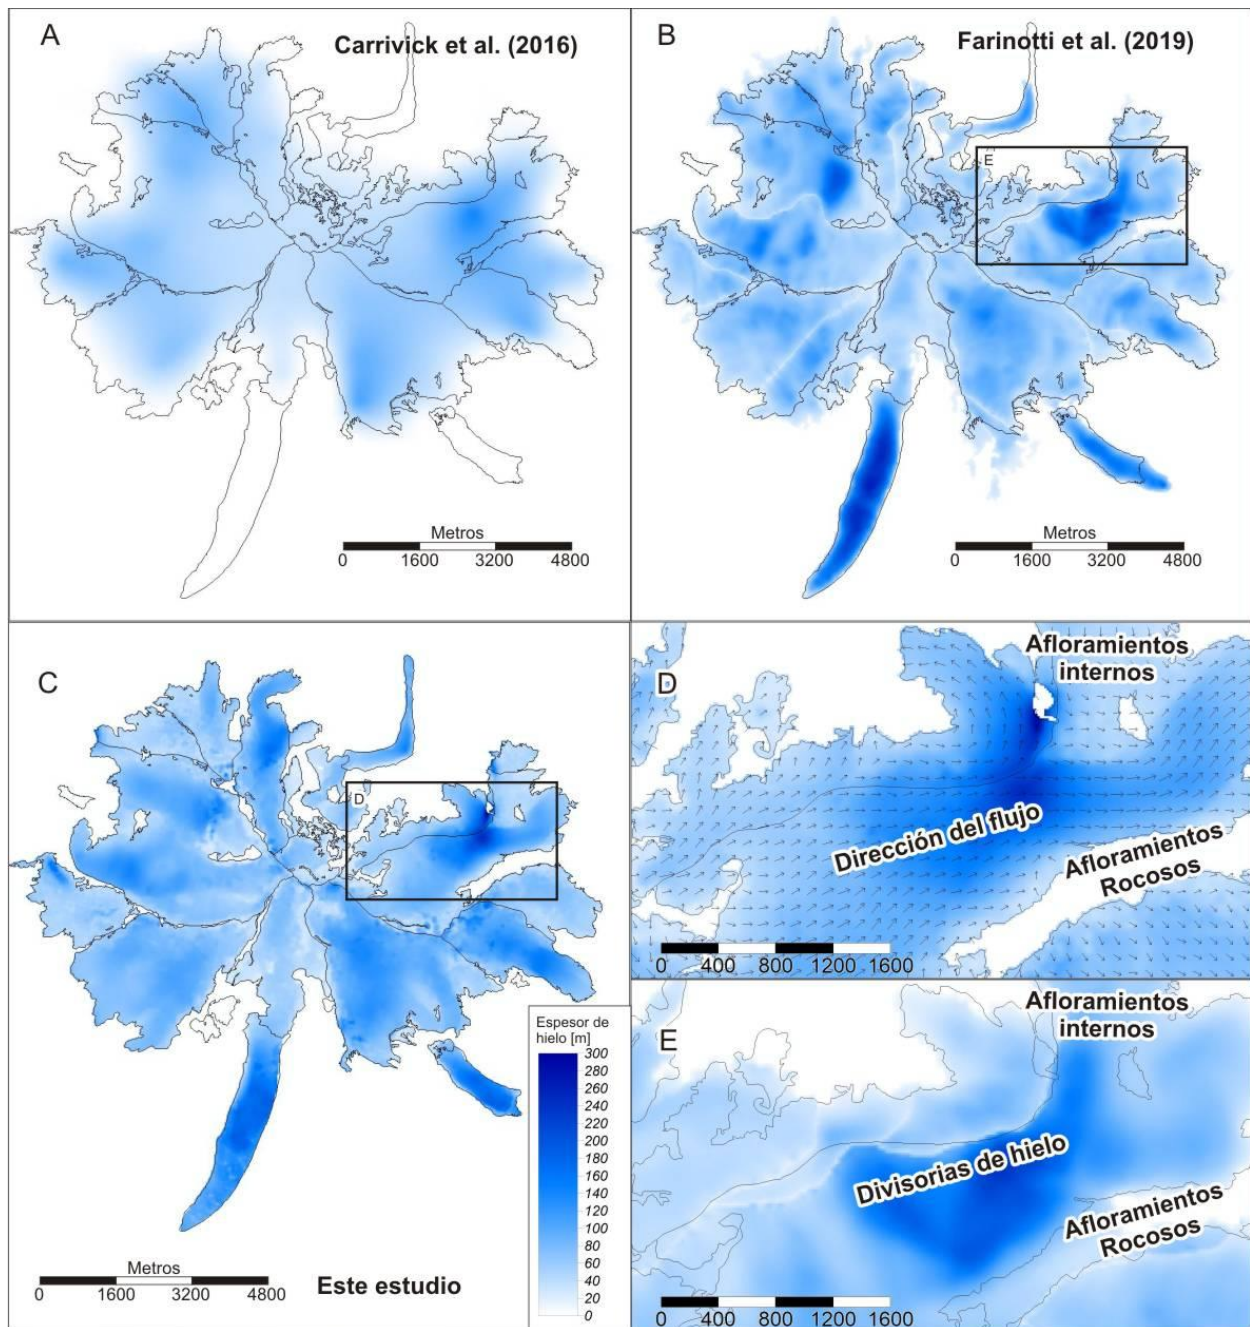 A
Carrivick et al. (2016)
Metros
0 1600 3200 4800
B
Farinotti et al. (2019)
E
Metros
0 1600 3200 4800
C
D
Metros
0 1600 3200 4800
Este estudio
Espesor de
hielo [m]
300
280
260
240
220
200
180
160
140
120
100
80
60
40
20
0
D
Afloramientos
internos
Dirección del flujo
Afloramientos
Rocosos
0 400 800 1200 1600
E
Afloramientos
internos
Divisorias de hielo
Afloramientos
Rocosos
0 400 800 1200 1600